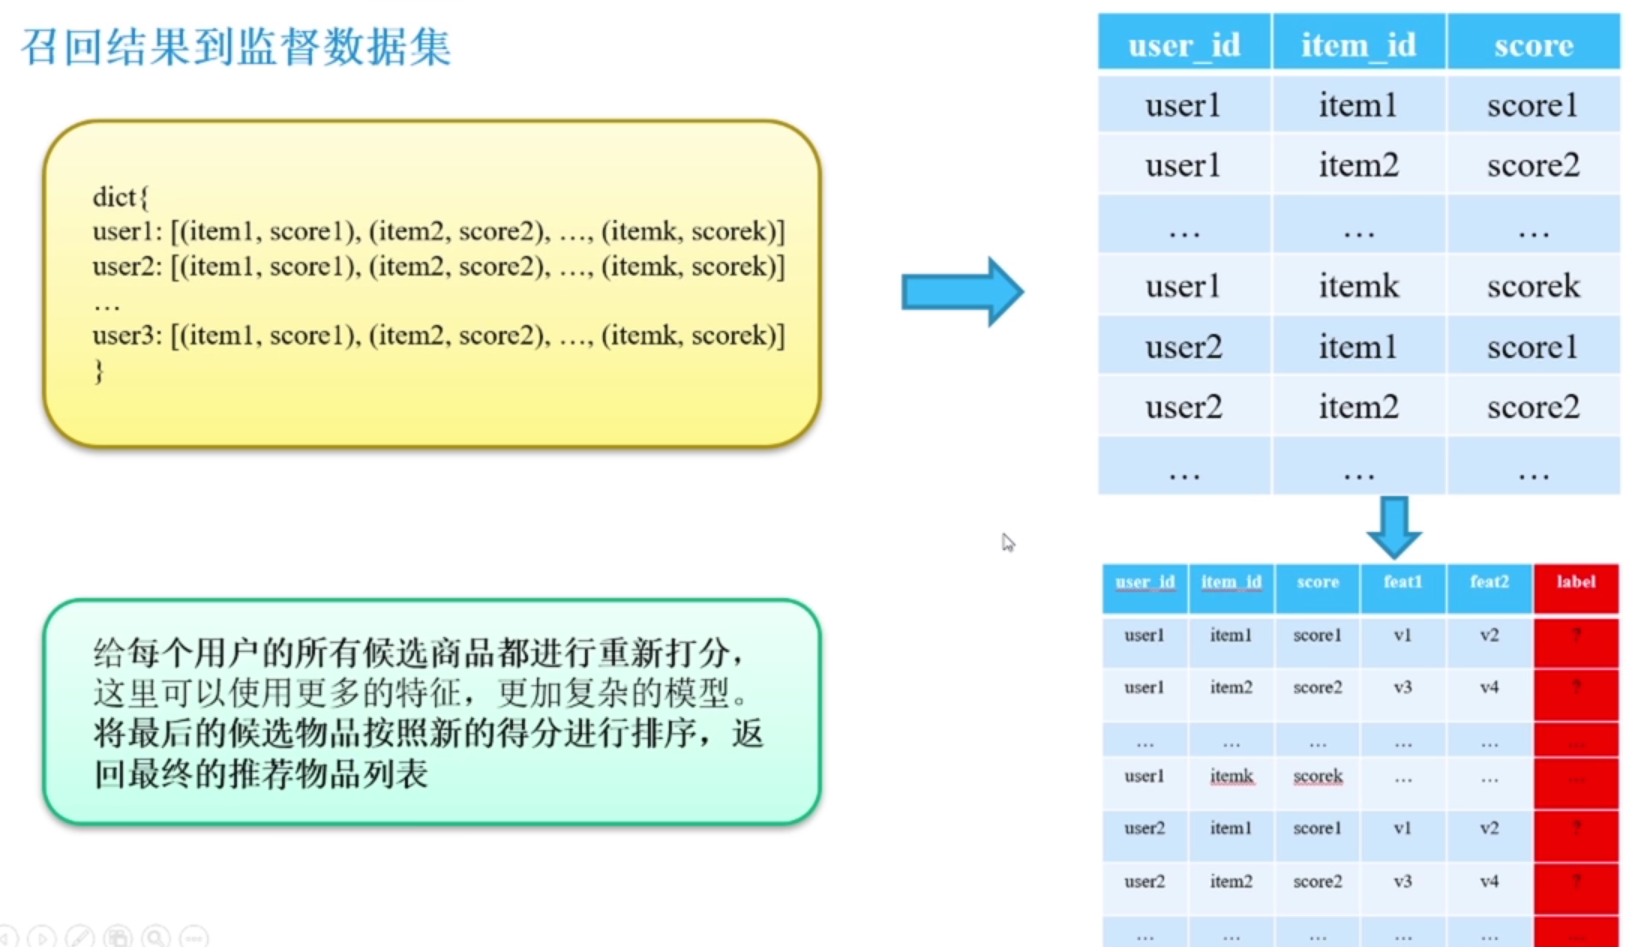 召回结果到监督数据集
dict{
user1: [(item1, score1), (item2, score2), …, (itemk, scorek)]
user2: [(item1, score1), (item2, score2), …, (itemk, scorek)]
…
user3: [(item1, score1), (item2, score2), …, (itemk, scorek)]
}
给每个用户的所有候选商品都进行重新打分，
这里可以使用更多的特征，更加复杂的模型。
将最后的候选物品按照新的得分进行排序，返
回最终的推荐物品列表
user_id item_id score
user1 item1 score1
user1 item2 score2
… … …
user1 itemk scorek
user2 item1 score1
user2 item2 score2
… … …
user_id item_id score feat1 feat2 label
user1 item1 score1 v1 v2 ?
user1 item2 score2 v3 v4 ?
… … … … … …
user1 itemk scorek … … …
user2 item1 score1 v1 v2 ?
user2 item2 score2 v3 v4 ?
… … … … … …